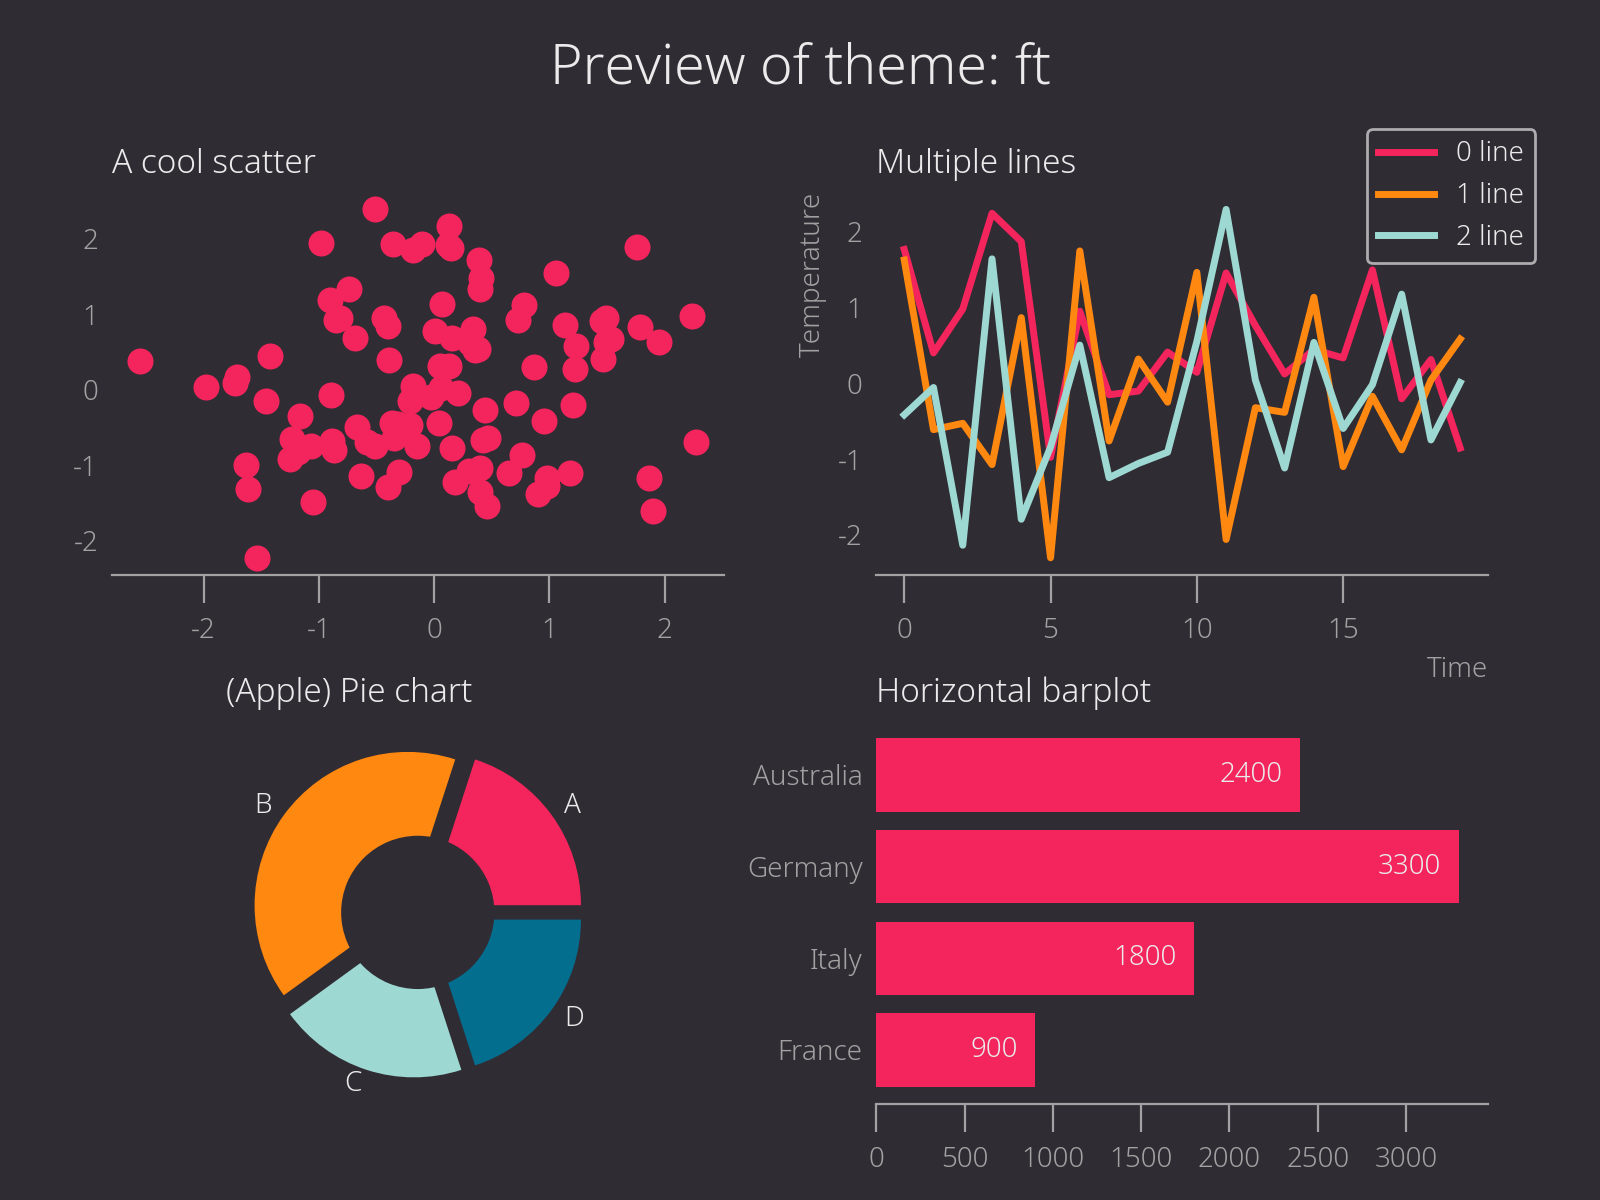 Preview of theme: ft
A cool scatter
2
1
0
-1
-2
-2 -1 0 1 2
Multiple lines
0 line
1 line
2 line
Temperature
2
1
0
-1
-2
0 5 10 15
Time
(Apple) Pie chart
B
A
D
C
Horizontal barplot
Australia 2400
Germany 3300
Italy 1800
France 900
0 500 1000 1500 2000 2500 3000